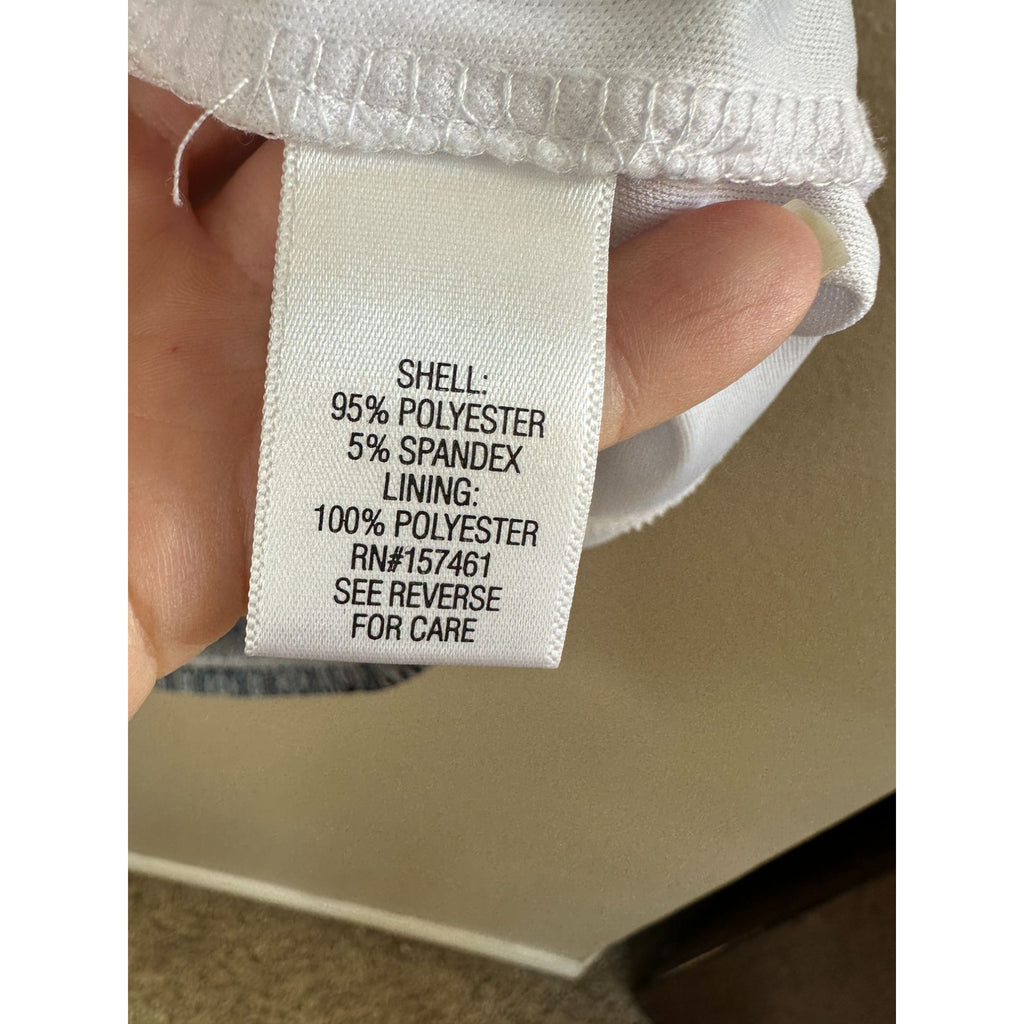 SHELL:
95% POLYESTER
5% SPANDEX
LINING:
100% POLYESTER
RN#157461
SEE REVERSE
FOR CARE